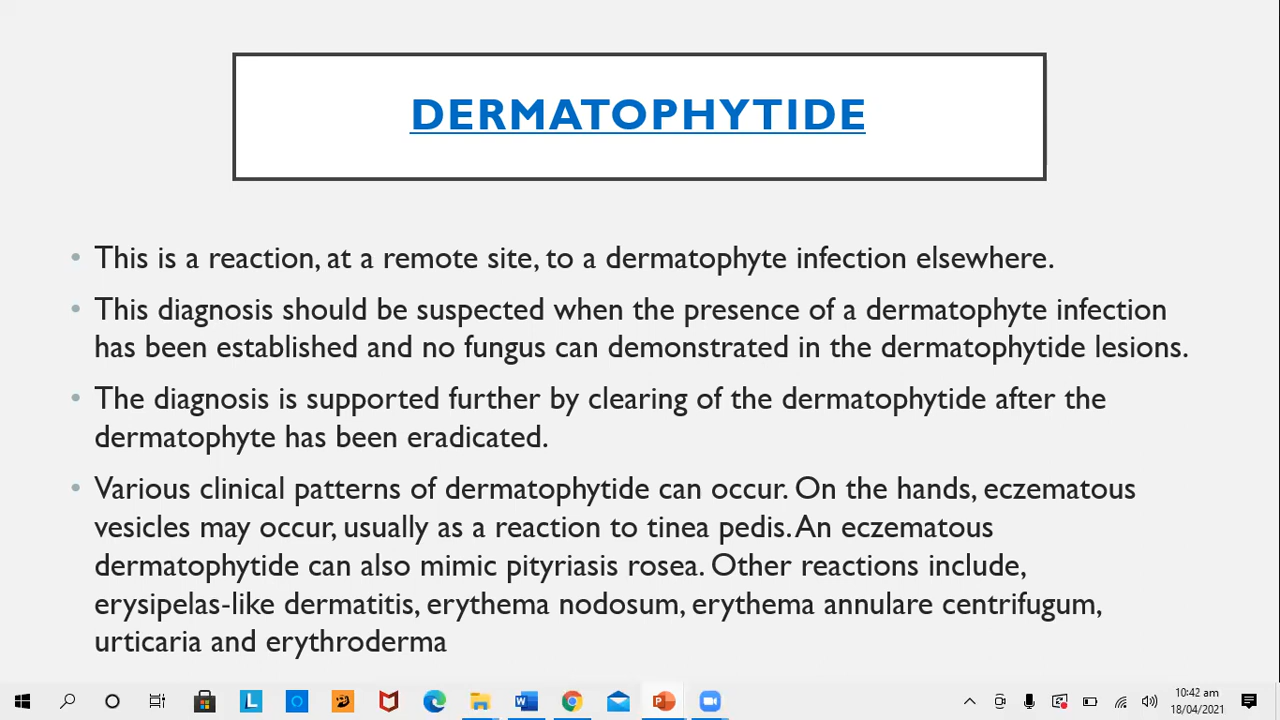 DERMATOPHYTIDE
• This is a reaction, at a remote site, to a dermatophyte infection elsewhere.
• This diagnosis should be suspected when the presence of a dermatophyte infection
has been established and no fungus can demonstrated in the dermatophytide lesions.
• The diagnosis is supported further by clearing of the dermatophytide after the
dermatophyte has been eradicated.
• Various clinical patterns of dermatophytide can occur. On the hands, eczematous
vesicles may occur, usually as a reaction to tinea pedis. An eczematous
dermatophytide can also mimic pityriasis rosea. Other reactions include,
erysipelas-like dermatitis, erythema nodosum, erythema annulare centrifugum,
urticaria and erythroderma
10:42 am
18/04/2021